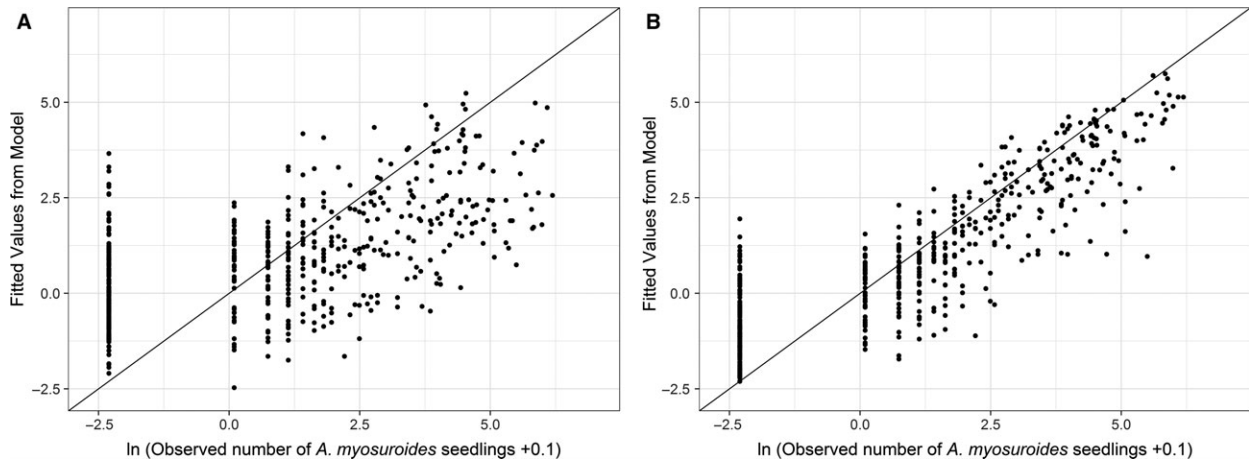 A
Fitted Values from Model
5.0
2.5
0.0
−2.5
−2.5
0.0
2.5
5.0
ln (Observed number of A. myosuroides seedlings +0.1)
B
Fitted Values from Model
5.0
2.5
0.0
−2.5
−2.5
0.0
2.5
5.0
ln (Observed number of A. myosuroides seedlings +0.1)